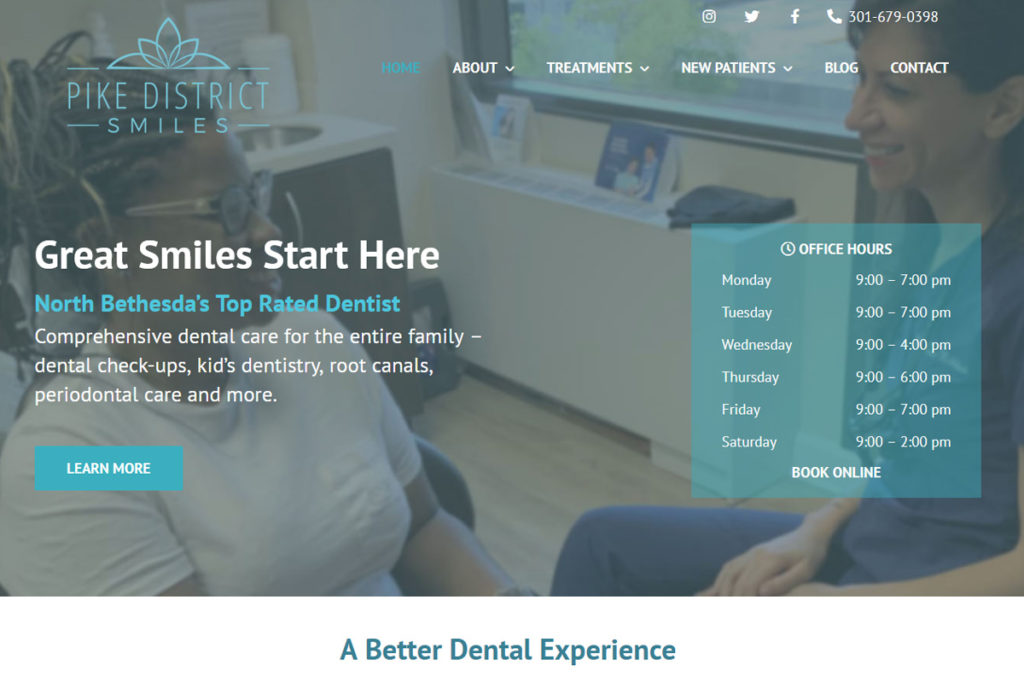 301-679-0398
PIKE DISTRICT
SMILES
HOME ABOUT TREATMENTS NEW PATIENTS BLOG CONTACT
Great Smiles Start Here
North Bethesda's Top Rated Dentist
Comprehensive dental care for the entire family –
dental check-ups, kid's dentistry, root canals,
periodontal care and more.
LEARN MORE
OFFICE HOURS
Monday 9:00 – 7:00 pm
Tuesday 9:00 – 7:00 pm
Wednesday 9:00 – 4:00 pm
Thursday 9:00 – 6:00 pm
Friday 9:00 – 7:00 pm
Saturday 9:00 – 2:00 pm
BOOK ONLINE
A Better Dental Experience